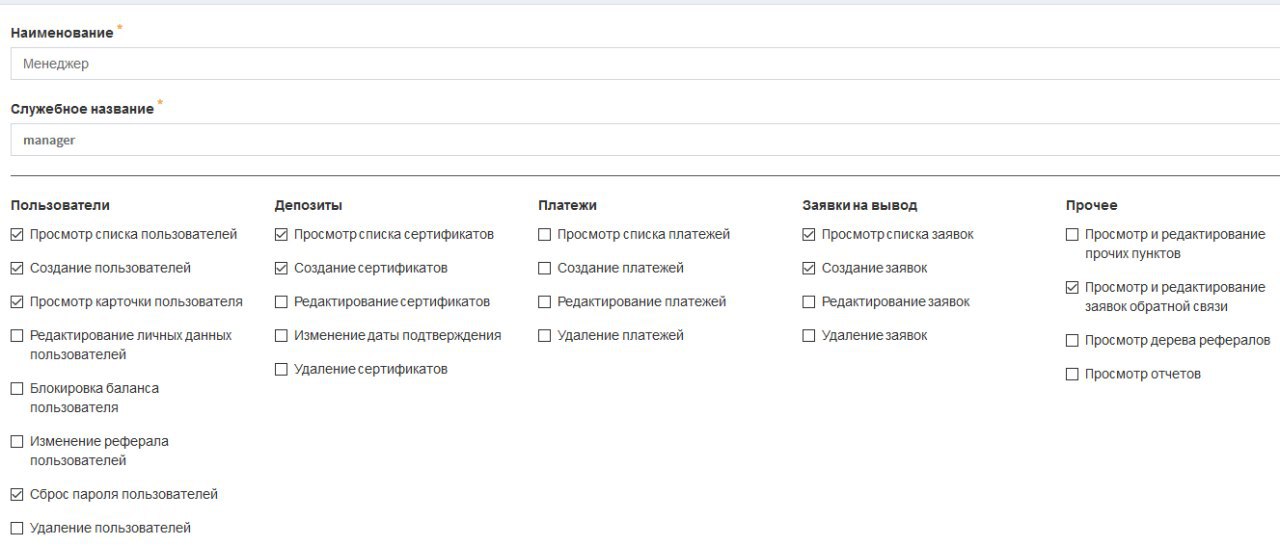 Наименование *
Менеджер
Служебное название *
manager
Пользователи
Просмотр списка пользователей
Создание пользователей
Просмотр карточки пользователя
Редактирование личных данных
пользователей
Блокировка баланса
пользователя
Изменение реферала
пользователей
Сброс пароля пользователей
Удаление пользователей
Депозиты
Просмотр списка сертификатов
Создание сертификатов
Редактирование сертификатов
Изменение даты подтверждения
Удаление сертификатов
Платежи
Просмотр списка платежей
Создание платежей
Редактирование платежей
Удаление платежей
Заявки на вывод
Просмотр списка заявок
Создание заявок
Редактирование заявок
Удаление заявок
Прочее
Просмотр и редактирование
прочих пунктов
Просмотр и редактирование
заявок обратной связи
Просмотр дерева рефералов
Просмотр отчетов